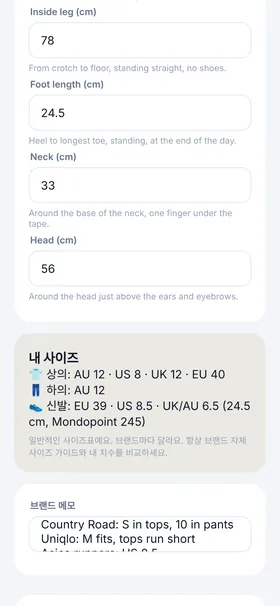 Inside leg (cm)
78
From crotch to floor, standing straight, no shoes.
Foot length (cm)
24.5
Heel to longest toe, standing, at the end of the day.
Neck (cm)
33
Around the base of the neck, one finger under the
tape.
Head (cm)
56
Around the head just above the ears and eyebrows.
내 사이즈
👕 상의: AU 12 · US 8 · UK 12 · EU 40
👖 하의: AU 12
👟 신발: EU 39 · US 8.5 · UK/AU 6.5 (24.5
cm, Mondopoint 245)
일반적인 사이즈표예요. 브랜드마다 달라요. 항상 브랜드 자체
사이즈 가이드와 내 치수를 비교하세요.
브랜드 메모
Country Road: S in tops, 10 in pants
Uniqlo: M fits, tops run short